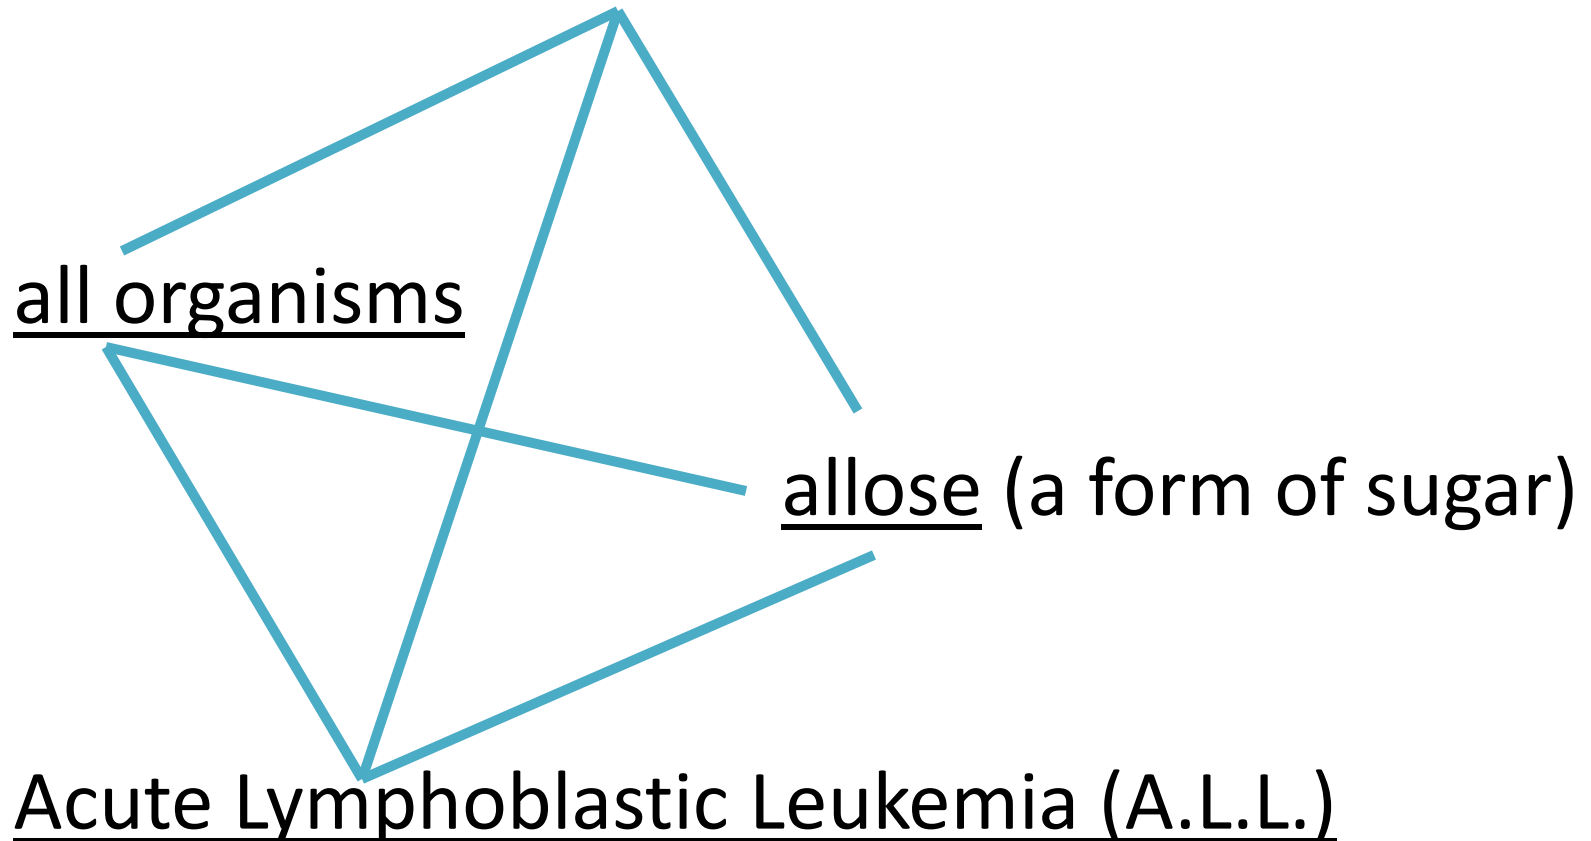 all organisms
allose (a form of sugar)
Acute Lymphoblastic Leukemia (A.L.L.)